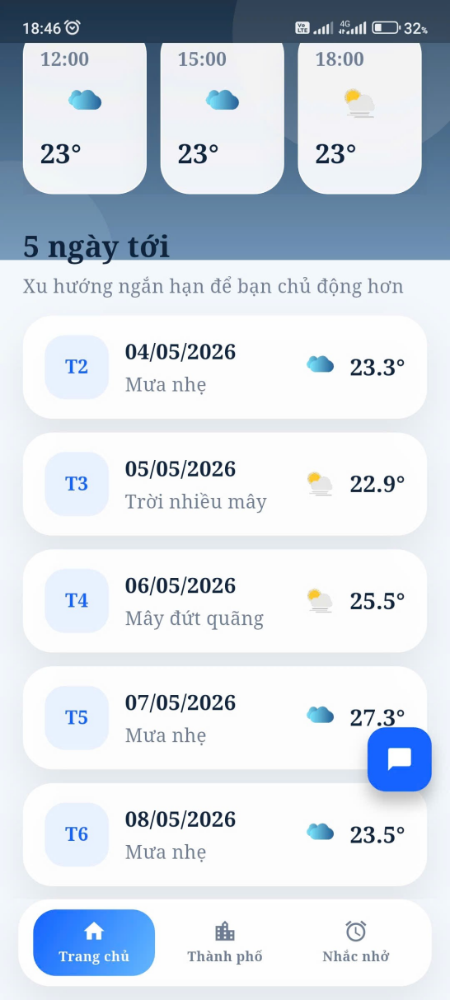 18:46
Vo LTE 4G 32%
12:00 15:00 18:00
23° 23° 23°
5 ngày tới
Xu hướng ngắn hạn để bạn chủ động hơn
T2 04/05/2026 23.3°
Mưa nhẹ
T3 05/05/2026 22.9°
Trời nhiều mây
T4 06/05/2026 25.5°
Mây đứt quãng
T5 07/05/2026 27.3°
Mưa nhẹ
T6 08/05/2026 23.5°
Mưa nhẹ
Trang chủ Thành phố Nhắc nhở